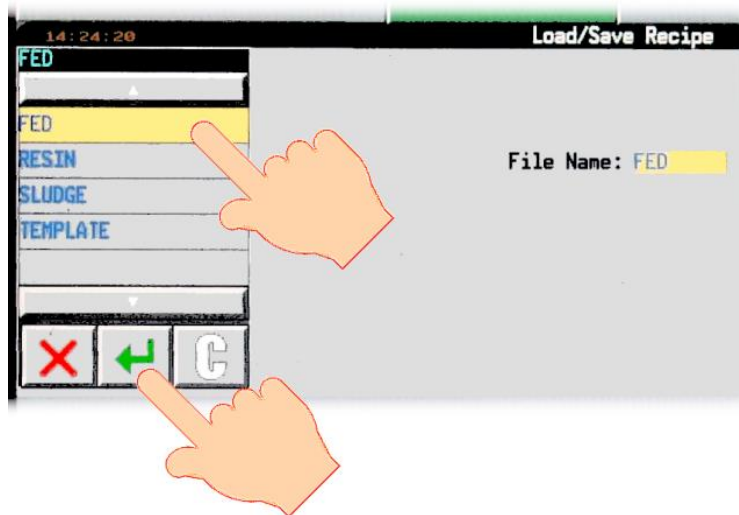 14:24:20
Load/Save Recipe
FED
FED
RESIN
SLUDGE
TEMPLATE
File Name: FED
C